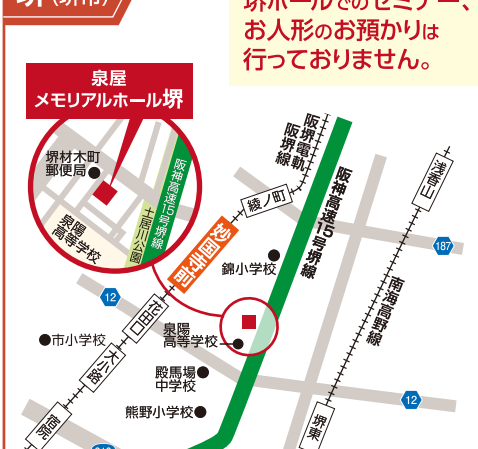 堺(堺市)
堺ホールでのセミナー、
お人形のお預かりは
行っておりません。
泉屋
メモリアルホール堺
堺材木町
郵便局
阪神高速15号堺線
土居川公園
泉陽
高等学校
阪堺電軌
阪堺線
綾ノ町
阪神高速15号堺線
浅香山
妙国寺前
187
錦小学校
南海高野線
12
花田口
泉陽
高等学校
市小学校
大小路
殿馬場
中学校
12
熊野小学校
宿院
堺東